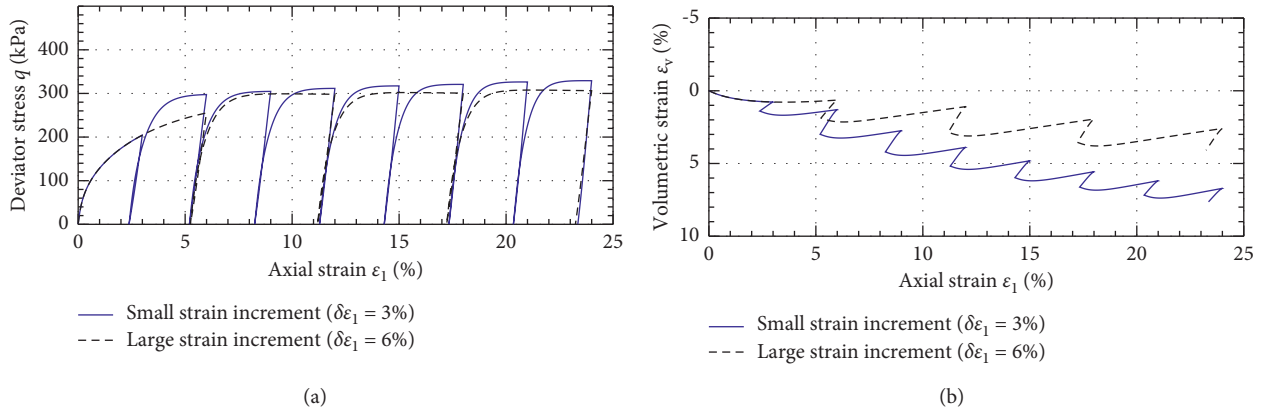 Deviator stress q (kPa)
400
300
200
100
0
0 5 10 15 20 25
Axial strain ε1 (%)
Small strain increment (δε1 = 3%)
Large strain increment (δε1 = 6%)
(a)
Volumetric strain εv (%)
-5
0
5
10
0 5 10 15 20 25
Axial strain ε1 (%)
Small strain increment (δε1 = 3%)
Large strain increment (δε1 = 6%)
(b)